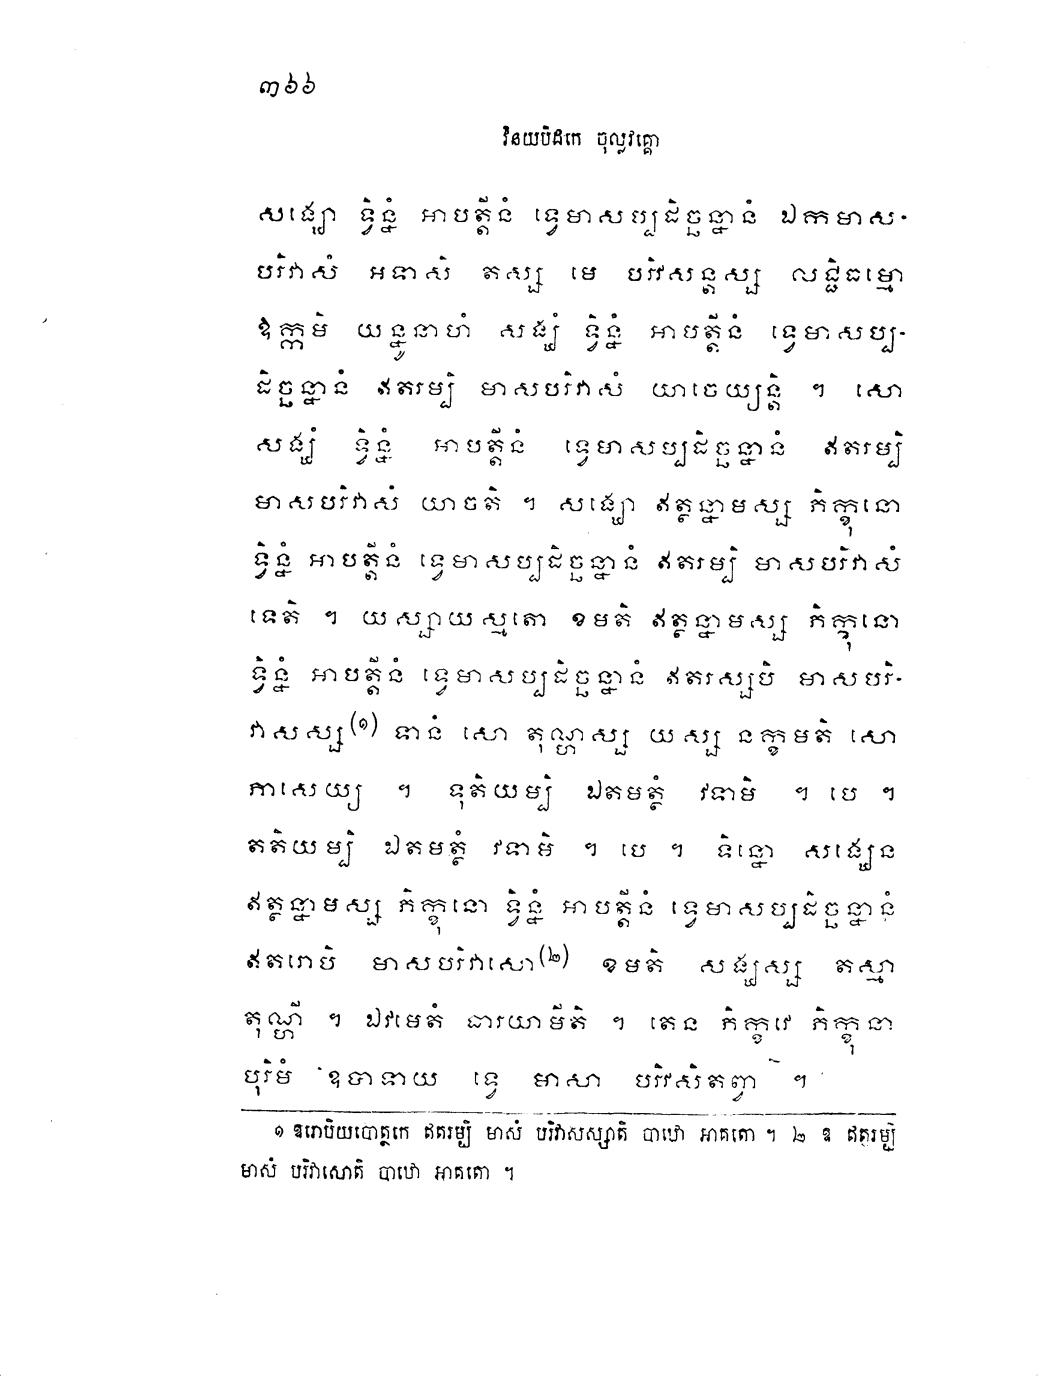 ៣៦៦
វិនយបិដកេ ចុល្លវគ្គោ
សង្ឃោ ទ្វិន្នំ អាបត្តីនំ ទ្វេមាសប្បដិច្ឆន្នានំ ឯកមាស-
បរិវាសំ អទាសិ តស្ស មេ បរិវសន្តស្ស លជ្ជិធម្មោ
ឱក្កមិ យន្នូនាហំ សង្ឃំ ទ្វិន្នំ អាបត្តីនំ ទ្វេមាសប្ប-
ដិច្ឆន្នានំ ឥតរម្បិ មាសបរិវាសំ យាចេយ្យន្តិ ។ សោ
សង្ឃំ ទ្វិន្នំ អាបត្តីនំ ទ្វេមាសប្បដិច្ឆន្នានំ ឥតរម្បិ
មាសបរិវាសំ យាចតិ ។ សង្ឃោ ឥត្ថន្នាមស្ស ភិក្ខុនោ
ទ្វិន្នំ អាបត្តីនំ ទ្វេមាសប្បដិច្ឆន្នានំ ឥតរម្បិ មាសបរិវាសំ
ទេតិ ។ យស្សាយស្មតោ ខមតិ ឥត្ថន្នាមស្ស ភិក្ខុនោ
ទ្វិន្នំ អាបត្តីនំ ទ្វេមាសប្បដិច្ឆន្នានំ ឥតរស្សបិ មាសបរិ-
វាសស្ស(១) ទានំ សោ តុណ្ហស្ស យស្ស នក្ខមតិ សោ
ភាសេយ្យ ។ ទុតិយម្បិ ឯតមត្ថំ វទាមិ ។ បេ ។
តតិយម្បិ ឯតមត្ថំ វទាមិ ។ បេ ។ ទិន្នោ សង្ឃេន
ឥត្ថន្នាមស្ស ភិក្ខុនោ ទ្វិន្នំ អាបត្តីនំ ទ្វេមាសប្បដិច្ឆន្នានំ
ឥតរោបិ មាសបរិវាសោ(២) ខមតិ សង្ឃស្ស តស្មា
តុណ្ហី ។ ឯវមេតំ ធារយាមីតិ ។ តេន ភិក្ខវេ ភិក្ខុនា
បុរិមំ ឧបាទាយ ទ្វេ មាសា បរិវសិតព្វា ។
១ ឧរោបិយបោត្ថកេ ឥតរម្បិ មាសំ បរិវាសស្សាតិ បាឋោ អាគតោ ។ ២ ឧ ឥតរម្បិ
មាសំ បរិវាសោតិ បាឋោ អាគតោ ។